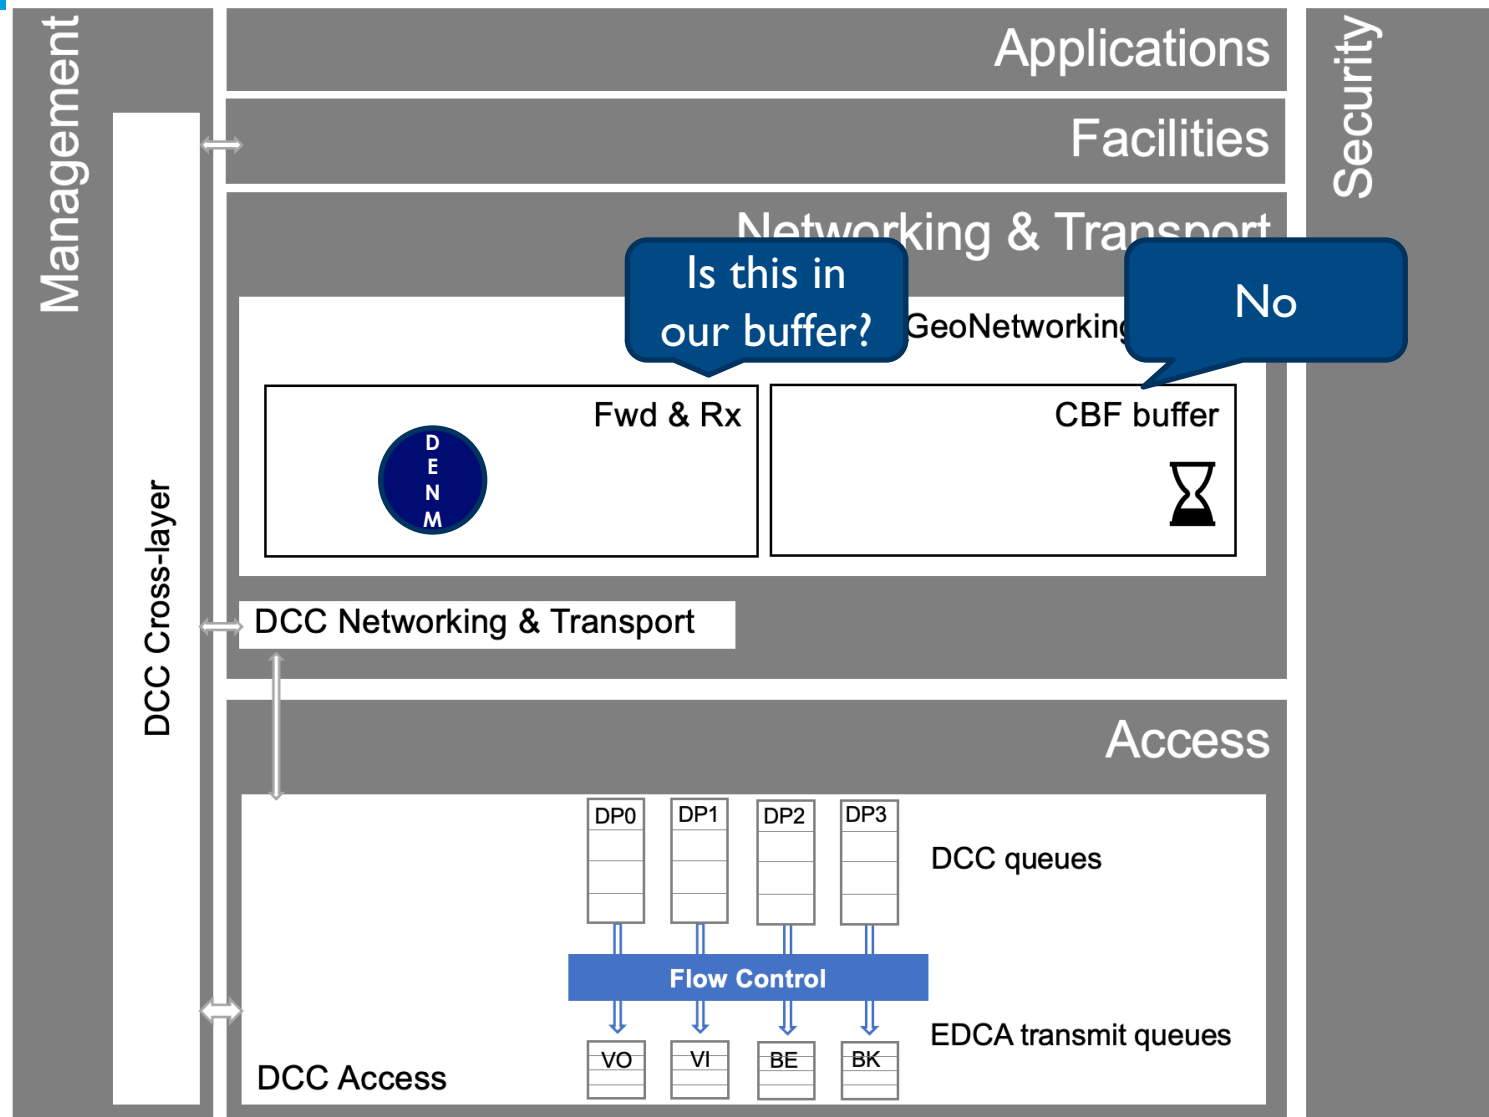 Management
Applications
Security
Facilities
Networking & Transport
Is this in
our buffer?
No
GeoNetworking
Fwd & Rx
CBF buffer
D
E
N
M
DCC Cross-layer
DCC Networking & Transport
Access
DP0
DP1
DP2
DP3
DCC queues
Flow Control
EDCA transmit queues
VO
VI
BE
BK
DCC Access